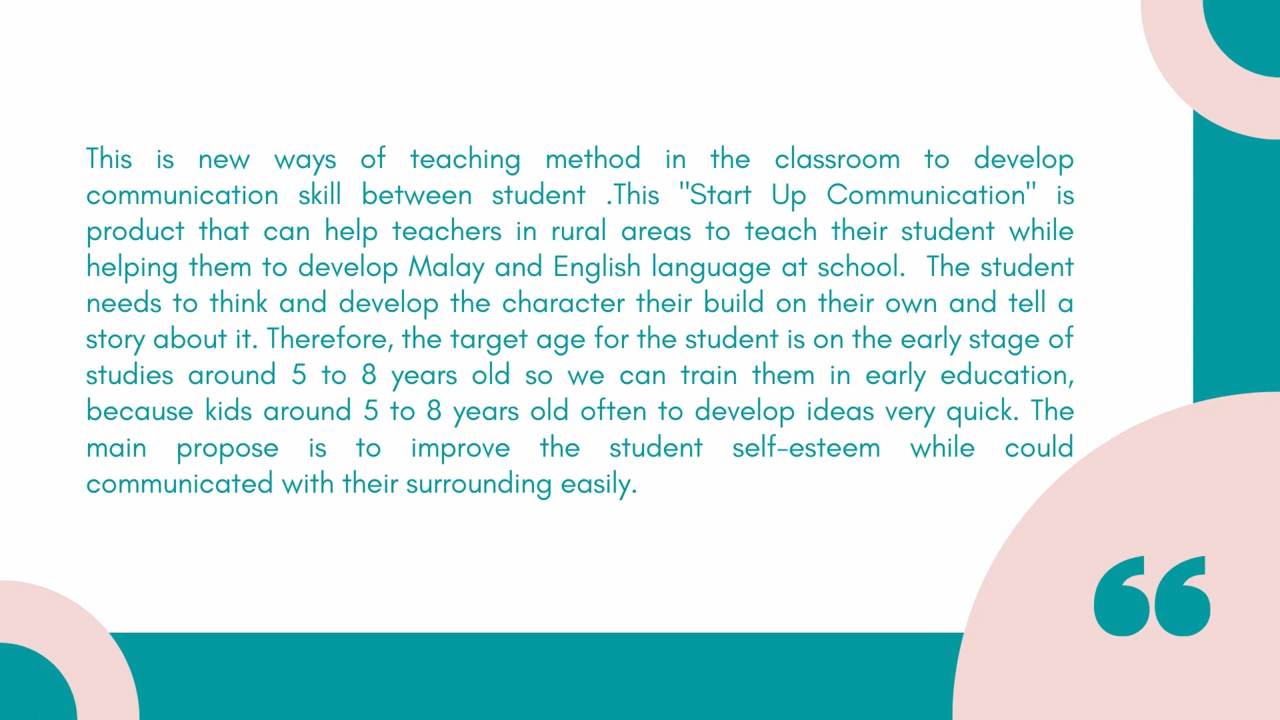 This is new ways of teaching method in the classroom to develop
communication skill between student .This "Start Up Communication" is
product that can help teachers in rural areas to teach their student while
helping them to develop Malay and English language at school.  The student
needs to think and develop the character their build on their own and tell a
story about it. Therefore, the target age for the student is on the early stage of
studies around 5 to 8 years old so we can train them in early education,
because kids around 5 to 8 years old often to develop ideas very quick. The
main propose is to improve the student self-esteem while could
communicated with their surrounding easily.
“